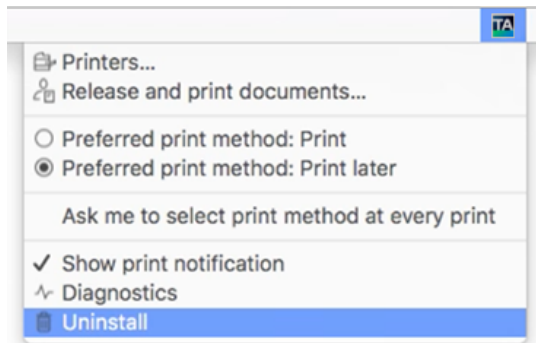 TA
Printers...
Release and print documents...
Preferred print method: Print
Preferred print method: Print later
Ask me to select print method at every print
Show print notification
Diagnostics
Uninstall